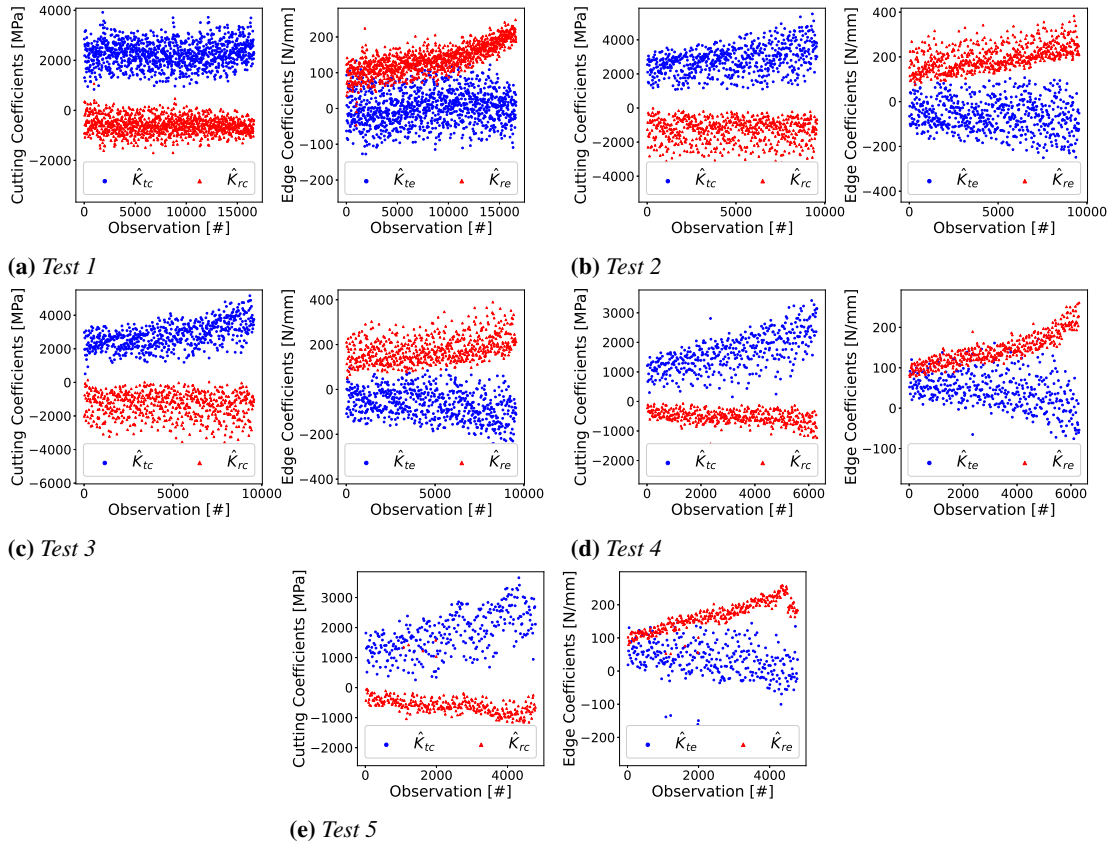 Cutting Coefficients [MPa]
4000
2000
0
−2000
K̂tc K̂rc
0 5000 10000 15000
Observation [#]
Edge Coefficients [N/mm]
200
100
0
−100
−200
K̂te K̂re
0 5000 10000 15000
Observation [#]
(a) Test 1
Cutting Coefficients [MPa]
4000
2000
0
−2000
−4000
K̂tc K̂rc
0 5000 10000
Observation [#]
Edge Coefficients [N/mm]
400
200
0
−200
−400
K̂te K̂re
0 5000 10000
Observation [#]
(b) Test 2
Cutting Coefficients [MPa]
4000
2000
0
−2000
−4000
−6000
K̂tc K̂rc
0 5000 10000
Observation [#]
Edge Coefficients [N/mm]
400
200
0
−200
−400
K̂te K̂re
0 5000 10000
Observation [#]
(c) Test 3
Cutting Coefficients [MPa]
3000
2000
1000
0
−1000
−2000
K̂tc K̂rc
0 2000 4000 6000
Observation [#]
Edge Coefficients [N/mm]
200
100
0
−100
K̂te K̂re
0 2000 4000 6000
Observation [#]
(d) Test 4
Cutting Coefficients [MPa]
3000
2000
1000
0
−1000
−2000
K̂tc K̂rc
0 2000 4000
Observation [#]
Edge Coefficients [N/mm]
200
100
0
−100
−200
K̂te K̂re
0 2000 4000
Observation [#]
(e) Test 5